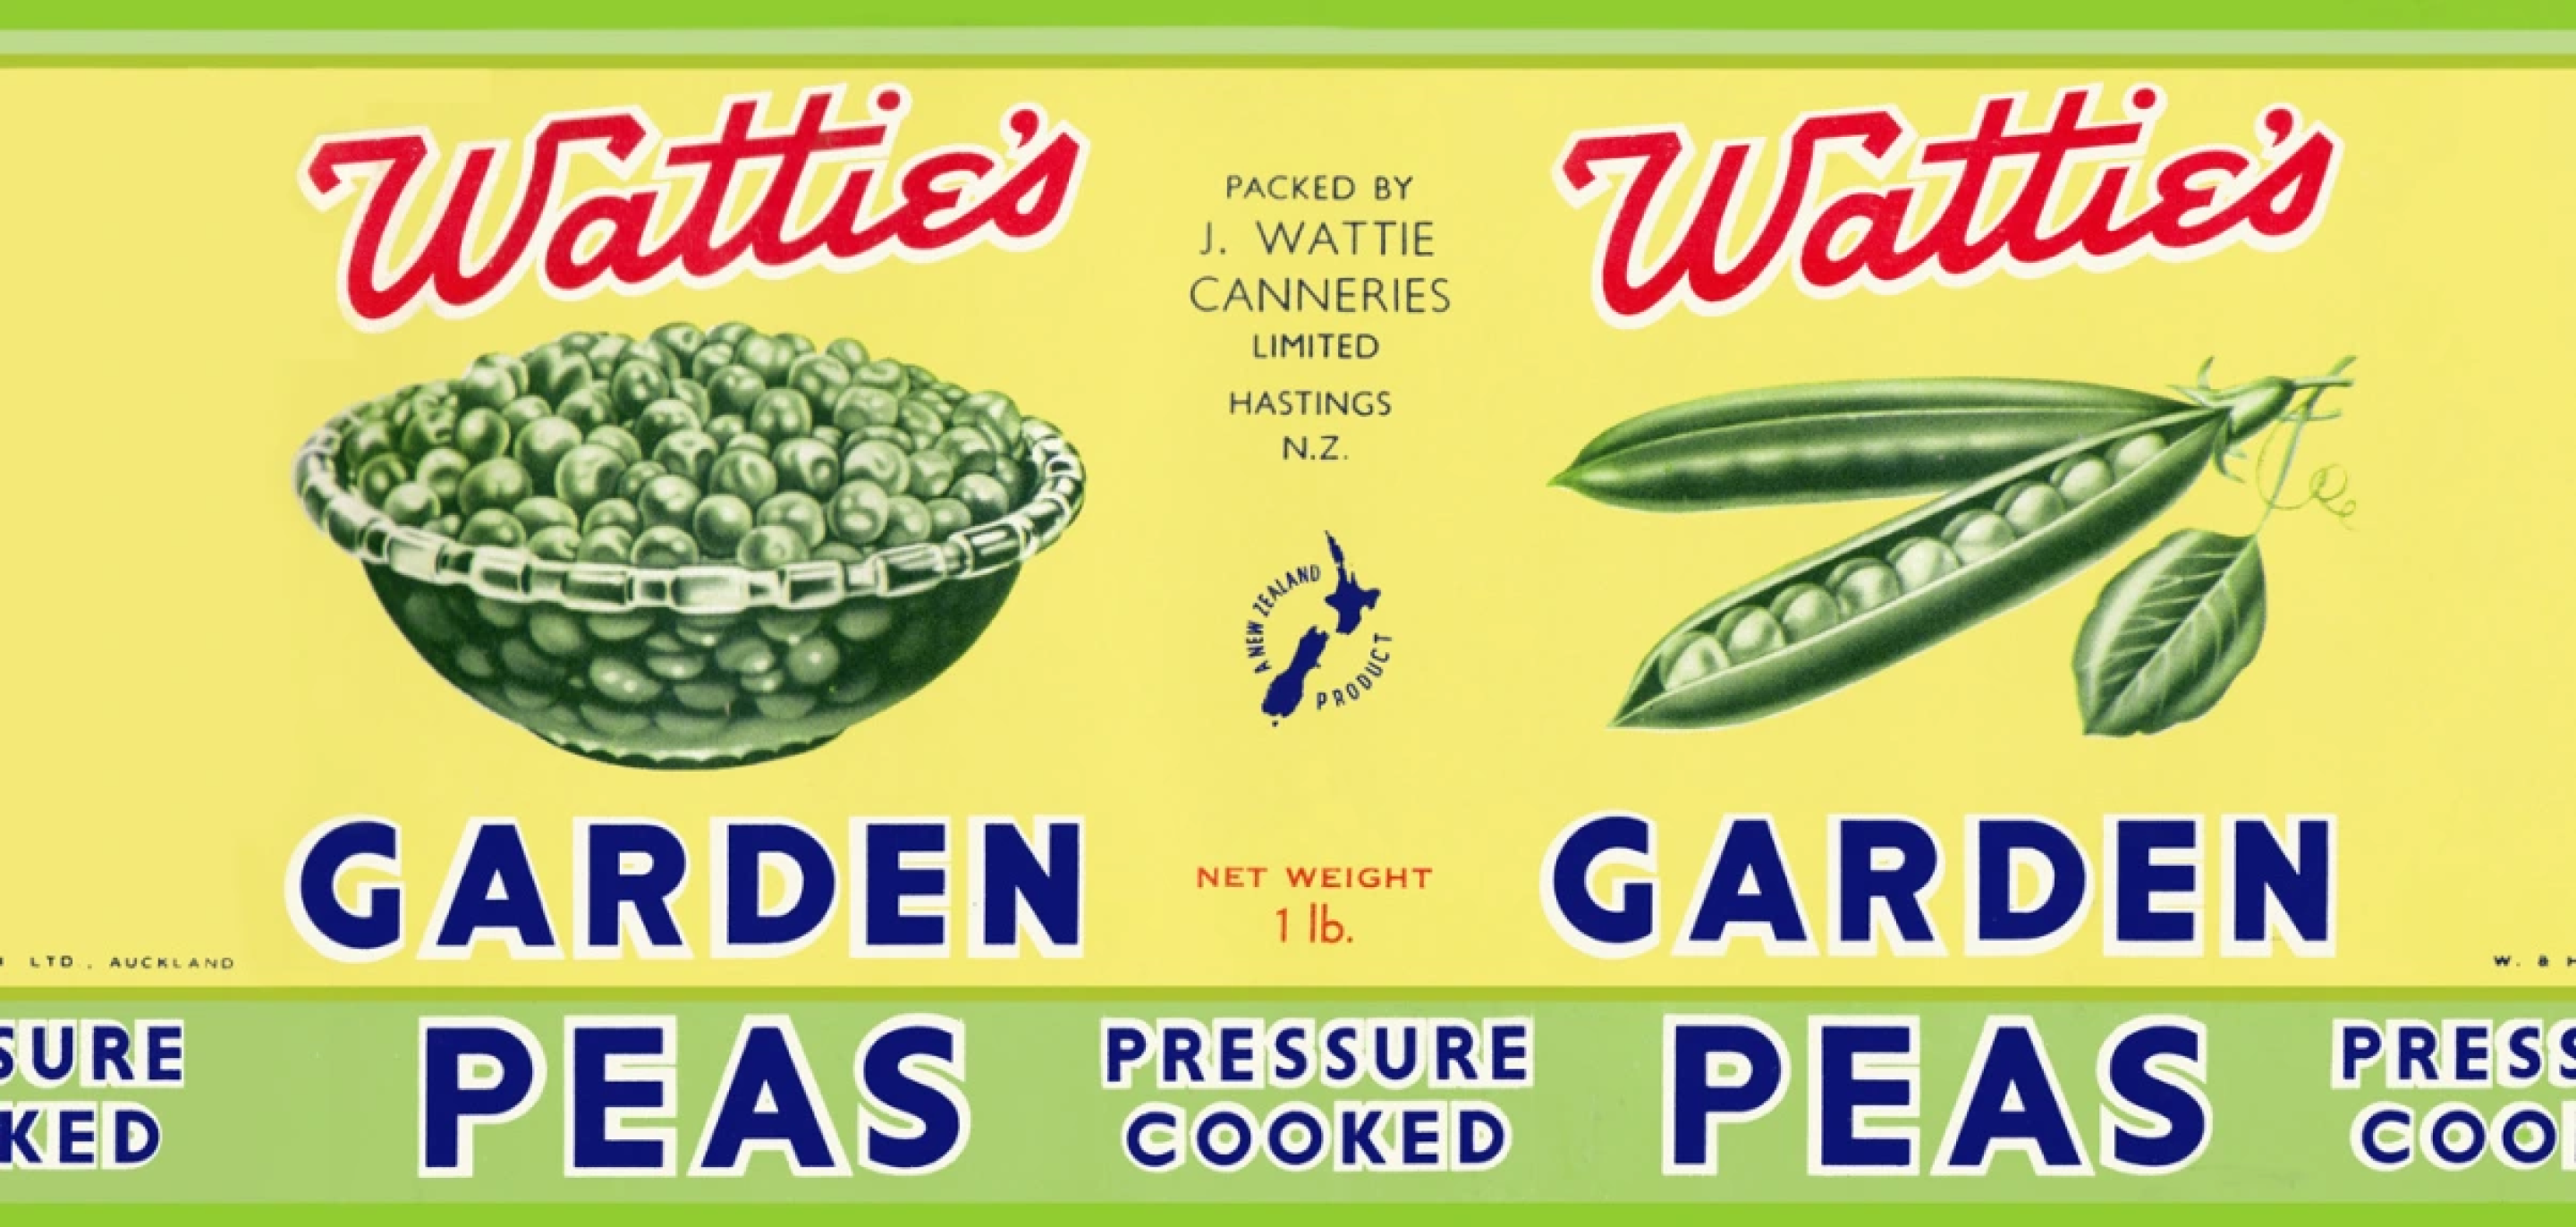 Wattie's
GARDEN
PEAS
PACKED BY
J. WATTIE
CANNERIES
LIMITED
HASTINGS
N.Z.
A NEW ZEALAND
PRODUCT
NET WEIGHT
1 lb.
PRESSURE
COOKED
Wattie's
GARDEN
PEAS
LTD., AUCKLAND
SURE
KED
W. & H
PRESS
COO